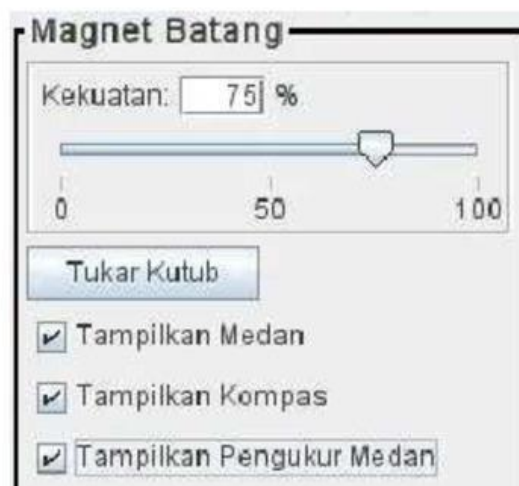 Magnet Batang
Kekuatan: 75 %
0 50 100
Tukar Kutub
Tampilkan Medan
Tampilkan Kompas
Tampilkan Pengukur Medan